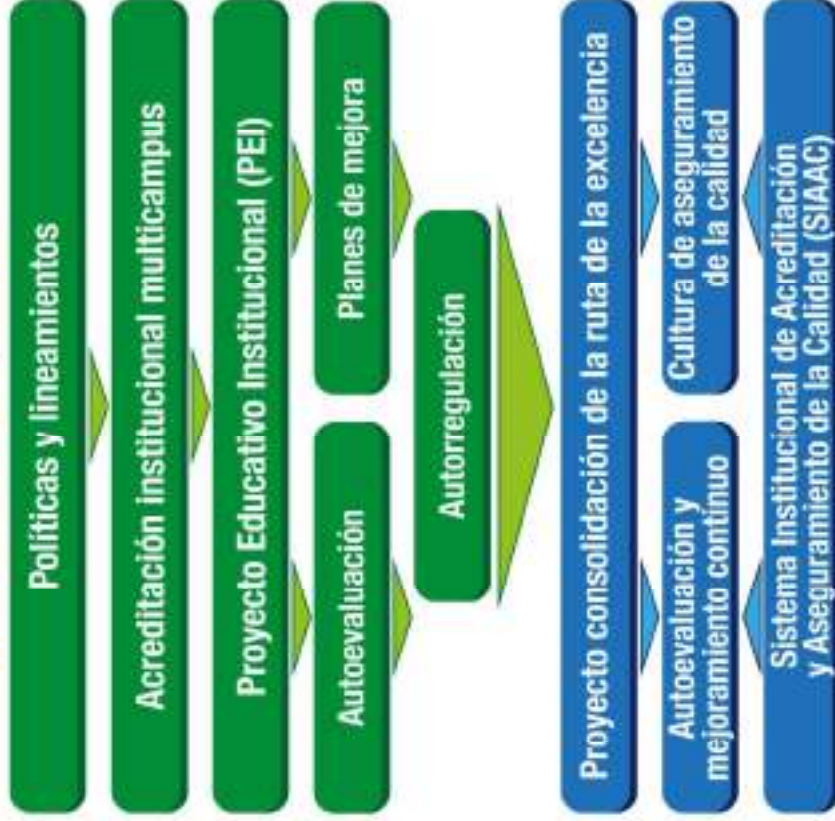 Políticas y lineamientos
Acreditación institucional multicampus
Proyecto Educativo Institucional (PEI)
Autoevaluación
Planes de mejora
Autorregulación
Proyecto consolidación de la ruta de la excelencia
Autoevaluación y
mejoramiento continuo
Cultura de aseguramiento
de la calidad
Sistema Institucional de Acreditación
y Aseguramiento de la Calidad (SIAAC)